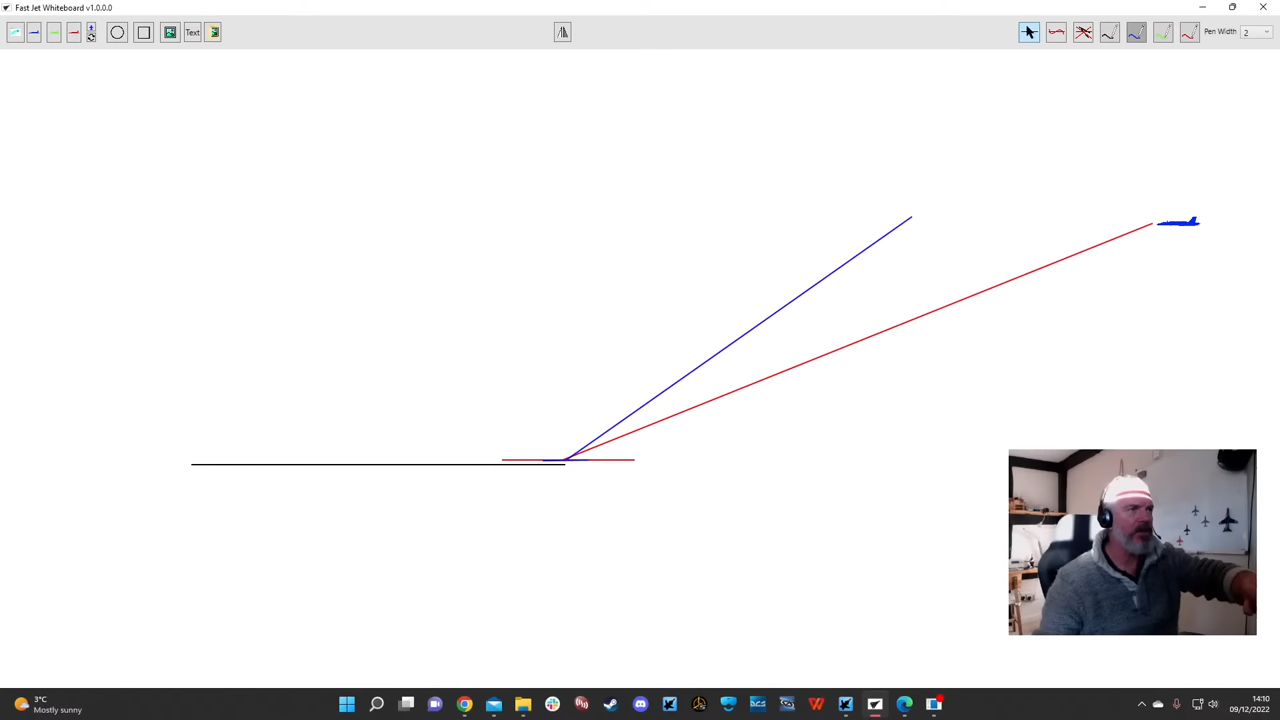 Fast Jet Whiteboard v1.0.0.0
Text
Pen Width
2
3°C
Mostly sunny
14:10
09/12/2022